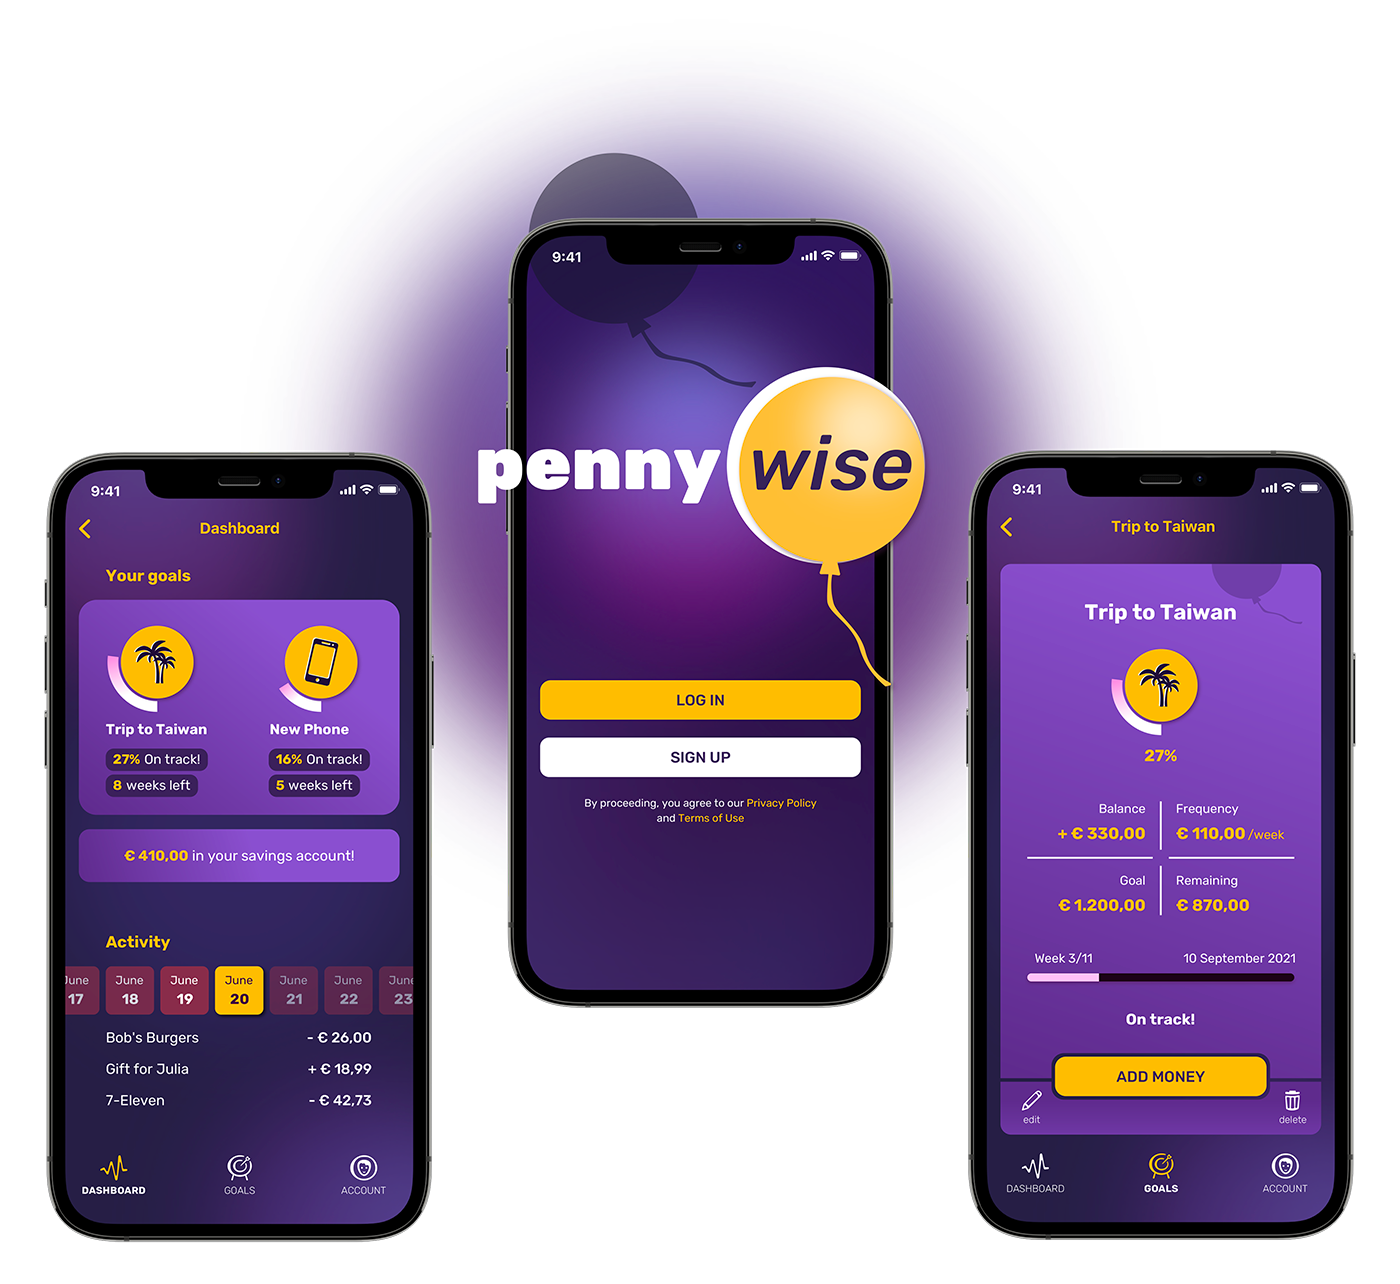 9:41
Dashboard
Your goals
Trip to Taiwan
27% On track!
8 weeks left
New Phone
16% On track!
5 weeks left
€ 410,00 in your savings account!
Activity
June 17
June 18
June 19
June 20
June 21
June 22
June 23
Bob's Burgers - € 26,00
Gift for Julia + € 18,99
7-Eleven - € 42,73
DASHBOARD GOALS ACCOUNT
9:41
penny wise
LOG IN
SIGN UP
By proceeding, you agree to our Privacy Policy
and Terms of Use
9:41
Trip to Taiwan
Trip to Taiwan
27%
Balance
+ € 330,00
Frequency
€ 110,00 /week
Goal
€ 1.200,00
Remaining
€ 870,00
Week 3/11 10 September 2021
On track!
ADD MONEY
edit
delete
DASHBOARD GOALS ACCOUNT